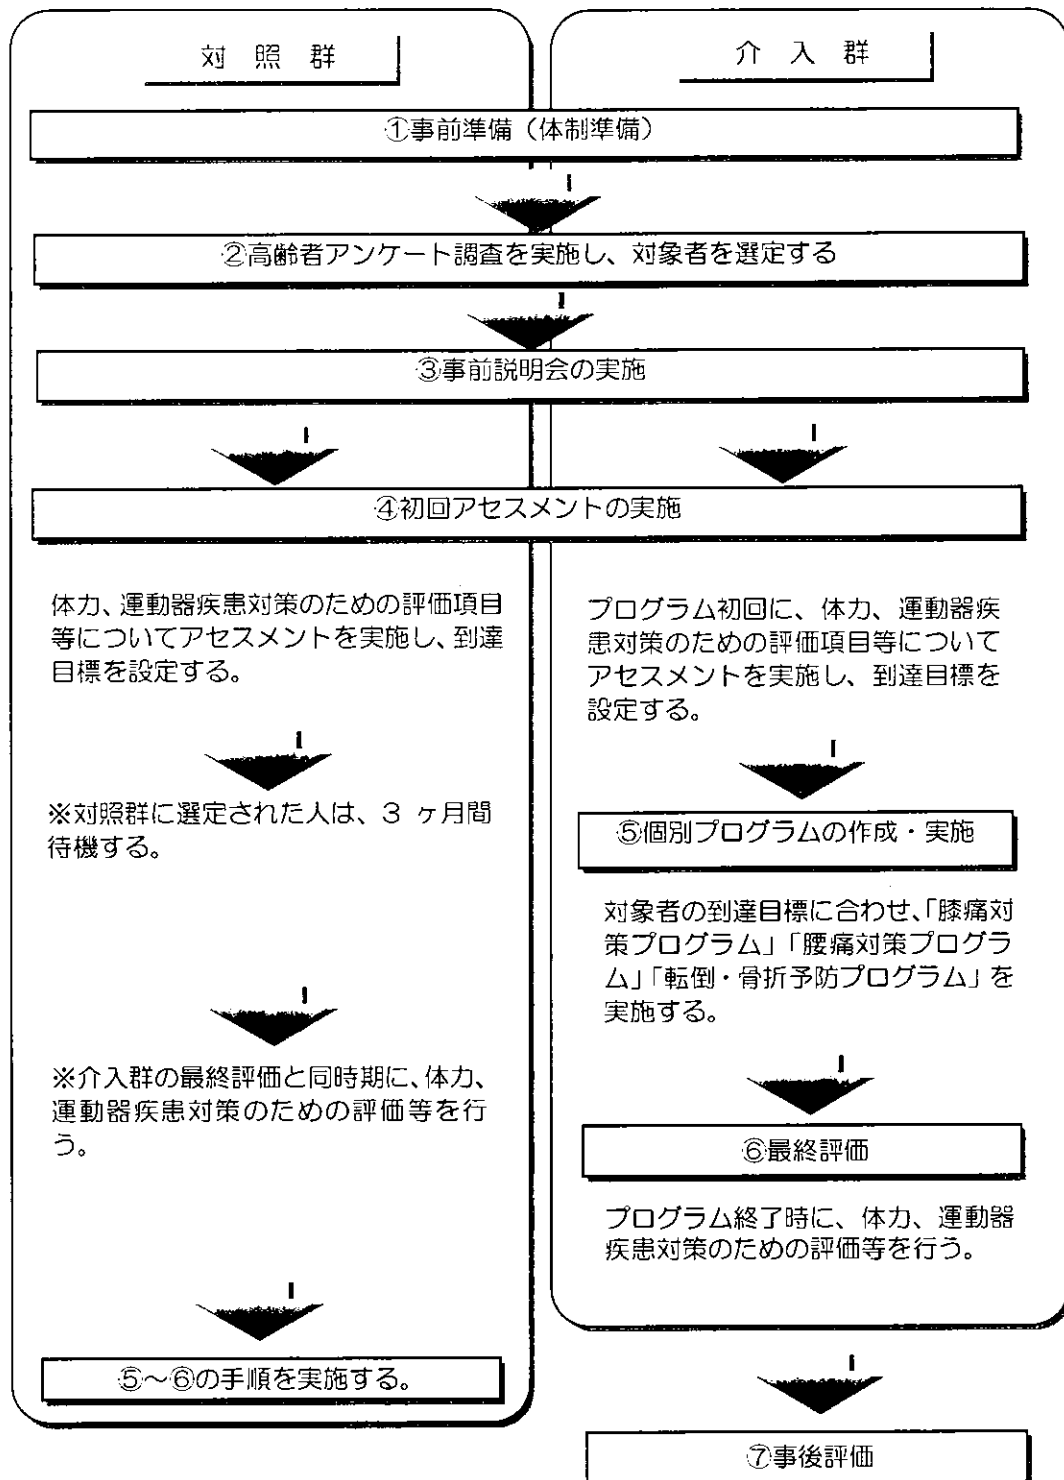 対 照 群
介 入 群
①事前準備（体制準備）
②高齢者アンケート調査を実施し、対象者を選定する
③事前説明会の実施
④初回アセスメントの実施
体力、運動器疾患対策のための評価項目
等についてアセスメントを実施し、到達
目標を設定する。
※対照群に選定された人は、3 ヶ月間
待機する。
※介入群の最終評価と同時期に、体力、
運動器疾患対策のための評価等を行
う。
⑤～⑥の手順を実施する。
プログラム初回に、体力、運動器疾
患対策のための評価項目等について
アセスメントを実施し、到達目標を
設定する。
⑤個別プログラムの作成・実施
対象者の到達目標に合わせ、「膝痛対
策プログラム」「腰痛対策プログラ
ム」「転倒・骨折予防プログラム」を
実施する。
⑥最終評価
プログラム終了時に、体力、運動器
疾患対策のための評価等を行う。
⑦事後評価